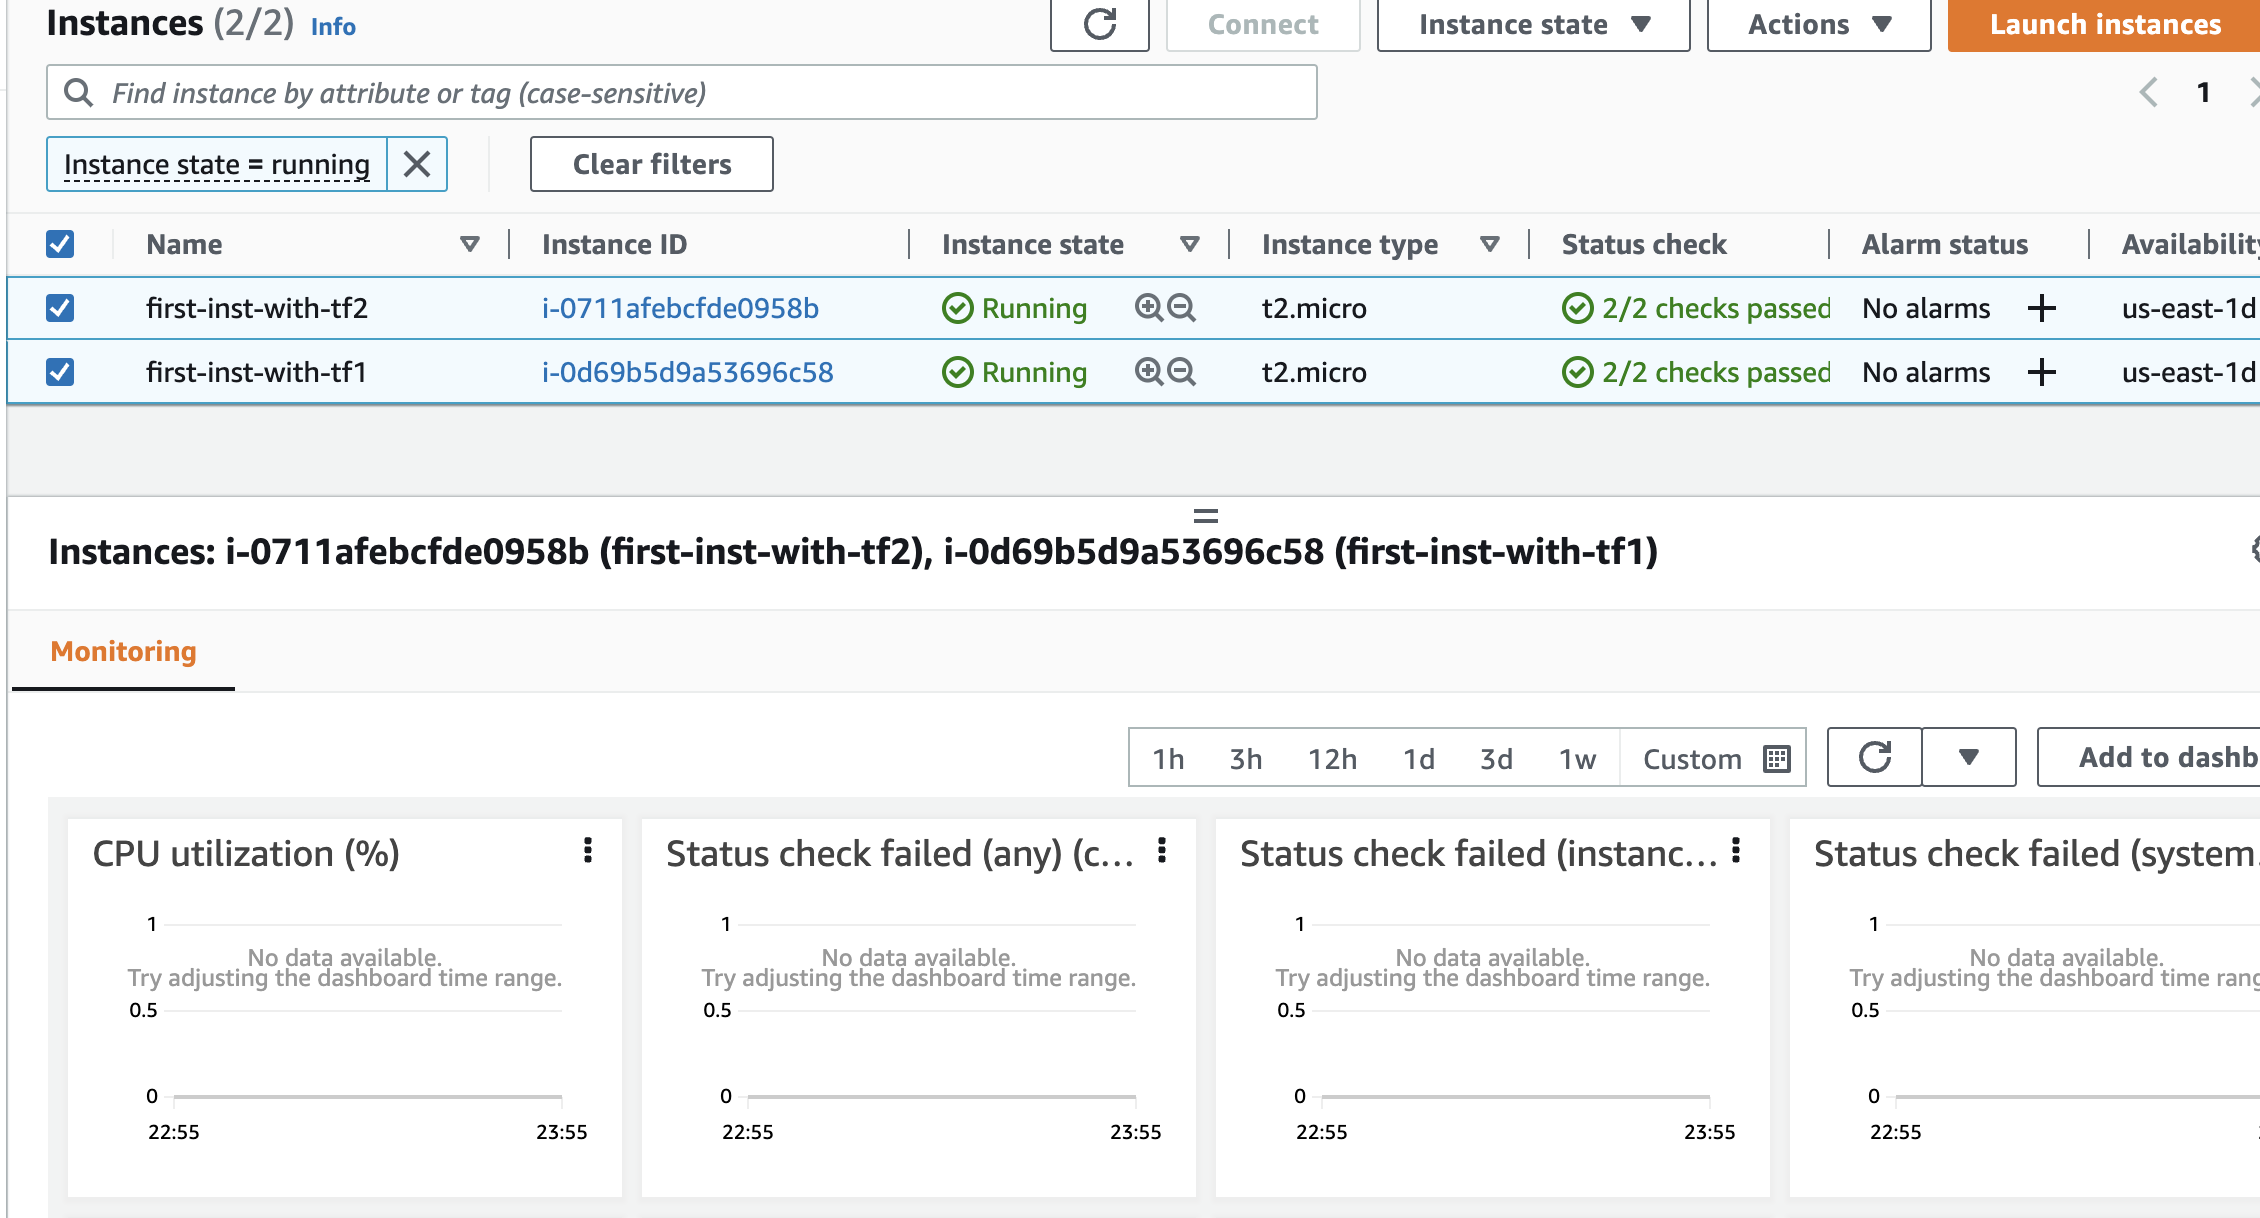 Instances (2/2) Info
Connect
Instance state
Actions
Launch instances
Find instance by attribute or tag (case-sensitive)
1
Instance state = running
Clear filters
Name Instance ID Instance state Instance type Status check Alarm status Availability
first-inst-with-tf2 i-0711afebcfde0958b Running t2.micro 2/2 checks passed No alarms + us-east-1d
first-inst-with-tf1 i-0d69b5d9a53696c58 Running t2.micro 2/2 checks passed No alarms + us-east-1d
Instances: i-0711afebcfde0958b (first-inst-with-tf2), i-0d69b5d9a53696c58 (first-inst-with-tf1)
Monitoring
1h 3h 12h 1d 3d 1w Custom
Add to dashb
CPU utilization (%)
1
No data available.
Try adjusting the dashboard time range.
0.5
0
22:55 23:55
Status check failed (any) (c...
1
No data available.
Try adjusting the dashboard time range.
0.5
0
22:55 23:55
Status check failed (instanc...
1
No data available.
Try adjusting the dashboard time range.
0.5
0
22:55 23:55
Status check failed (system
1
No data available.
Try adjusting the dashboard time rang
0.5
0
22:55